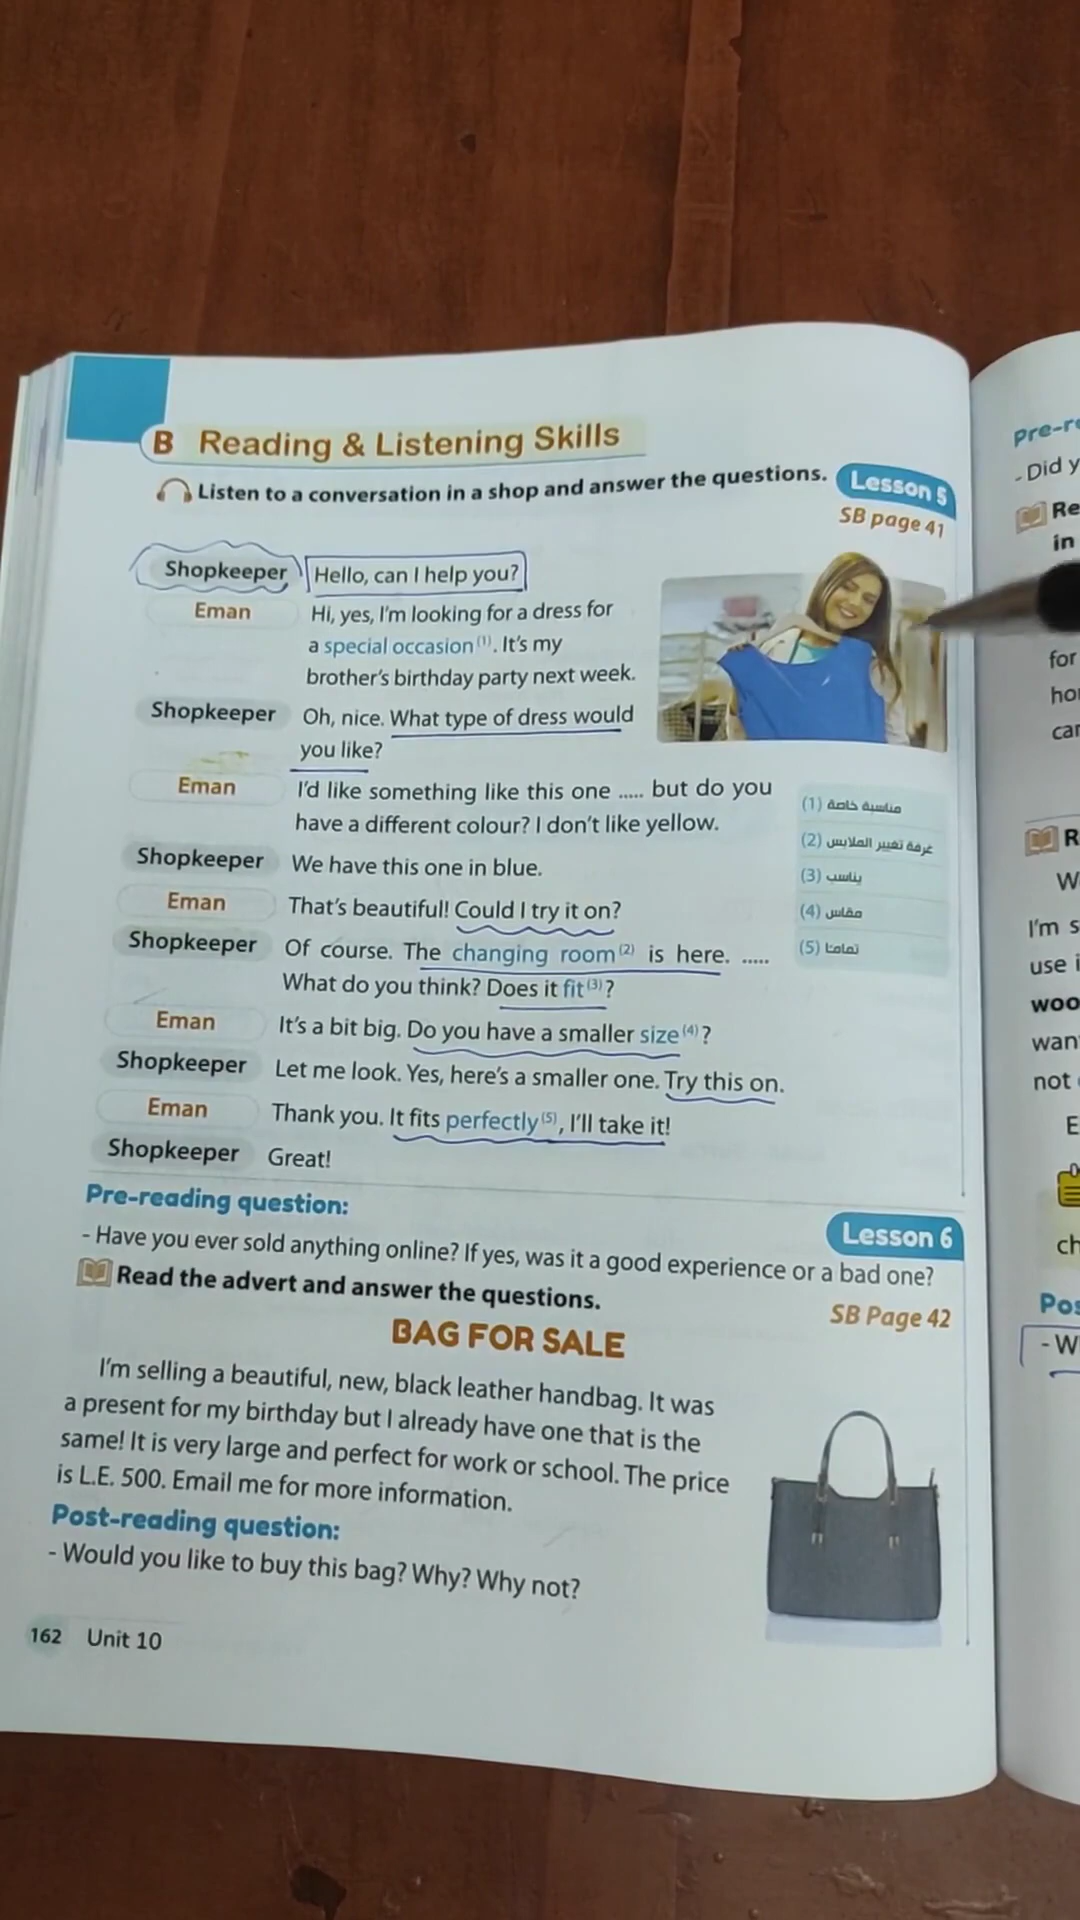 B Reading & Listening Skills
Listen to a conversation in a shop and answer the questions.
Lesson 5
SB page 41
Shopkeeper Hello, can I help you?
Eman Hi, yes, I'm looking for a dress for
a special occasion (1). It's my
brother's birthday party next week.
Shopkeeper Oh, nice. What type of dress would
you like?
Eman I'd like something like this one ..... but do you
have a different colour? I don't like yellow.
Shopkeeper We have this one in blue.
Eman That's beautiful! Could I try it on?
Shopkeeper Of course. The changing room (2) is here. .....
What do you think? Does it fit (3)?
Eman It's a bit big. Do you have a smaller size (4)?
Shopkeeper Let me look. Yes, here's a smaller one. Try this on.
Eman Thank you. It fits perfectly (5), I'll take it!
Shopkeeper Great!
(1) مناسبة خاصة
(2) غرفة تغيير الملابس
(3) يناسب
(4) مقاس
(5) تمامًا
Pre-reading question:
Lesson 6
- Have you ever sold anything online? If yes, was it a good experience or a bad one?
Read the advert and answer the questions.
SB Page 42
BAG FOR SALE
I'm selling a beautiful, new, black leather handbag. It was
a present for my birthday but I already have one that is the
same! It is very large and perfect for work or school. The price
is L.E. 500. Email me for more information.
Post-reading question:
- Would you like to buy this bag? Why? Why not?
162 Unit 10
- Did y
in
for
I'm s
use i
woo
not